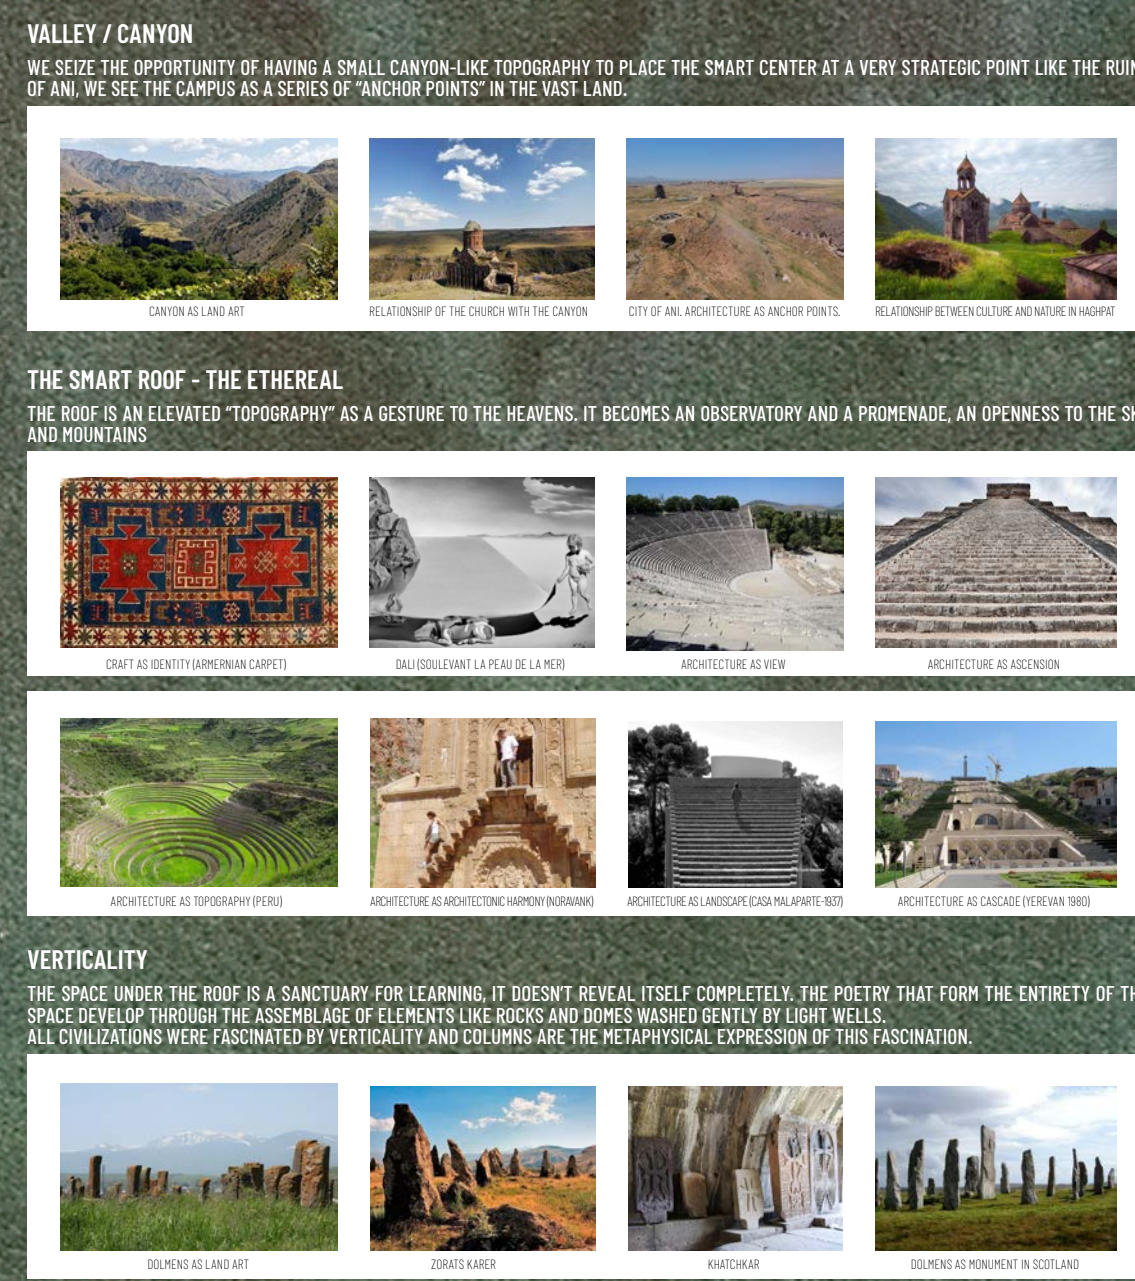 VALLEY / CANYON
WE SEIZE THE OPPORTUNITY OF HAVING A SMALL CANYON-LIKE TOPOGRAPHY TO PLACE THE SMART CENTER AT A VERY STRATEGIC POINT LIKE THE
OF ANI, WE SEE THE CAMPUS AS A SERIES OF “ANCHOR POINTS” IN THE VAST LAND.
CANYON AS LAND ART
RELATIONSHIP OF THE CHURCH WITH THE CANYON
CITY OF ANI. ARCHITECTURE AS ANCHOR POINTS.
RELATIONSHIP BETWEEN CULTURE AND NATURE IN HAGHPAT
THE SMART ROOF - THE ETHEREAL
THE ROOF IS AN ELEVATED “TOPOGRAPHY” AS A GESTURE TO THE HEAVENS. IT BECOMES AN OBSERVATORY AND A PROMENADE, AN OPENNESS TO THE
AND MOUNTAINS
CRAFT AS IDENTITY (ARMERNIAN CARPET)
DALI (SOULEVANT LA PEAU DE LA MER)
ARCHITECTURE AS VIEW
ARCHITECTURE AS ASCENSION
ARCHITECTURE AS TOPOGRAPHY (PERU)
ARCHITECTURE AS ARCHITECTONIC HARMONY (NORAVANK)
ARCHITECTURE AS LANDSCAPE (CASA MALAPARTE-1937)
ARCHITECTURE AS CASCADE (YEREVAN 1980)
VERTICALITY
THE SPACE UNDER THE ROOF IS A SANCTUARY FOR LEARNING, IT DOESN’T REVEAL ITSELF COMPLETELY. THE POETRY THAT FORM THE ENTIRETY OF
SPACE DEVELOP THROUGH THE ASSEMBLAGE OF ELEMENTS LIKE ROCKS AND DOMES WASHED GENTLY BY LIGHT WELLS.
ALL CIVILIZATIONS WERE FASCINATED BY VERTICALITY AND COLUMNS ARE THE METAPHYSICAL EXPRESSION OF THIS FASCINATION.
DOLMENS AS LAND ART
ZORATS KARER
KHATCHKAR
DOLMENS AS MONUMENT IN SCOTLAND